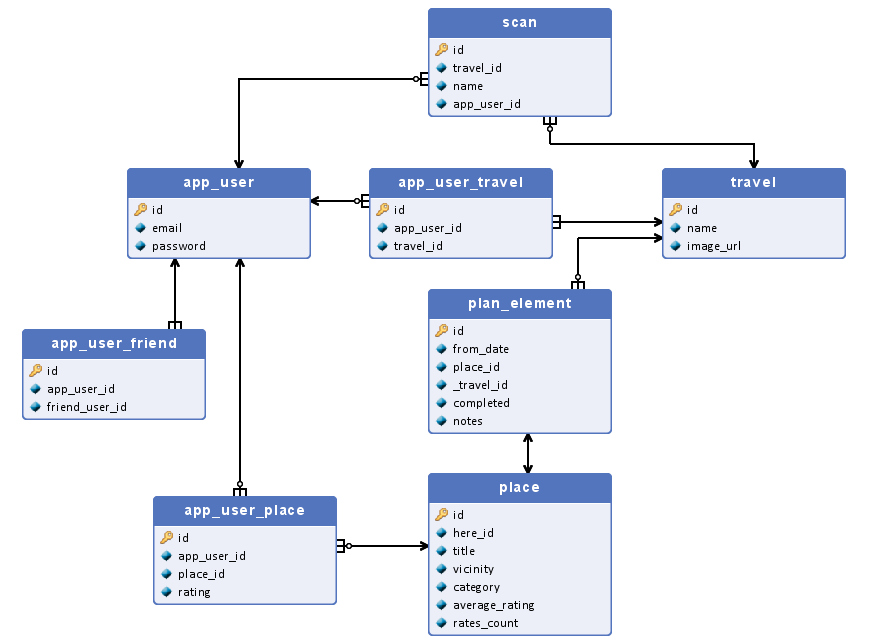 scan
id
travel_id
name
app_user_id
app_user
id
email
password
app_user_travel
id
app_user_id
travel_id
travel
id
name
image_url
plan_element
id
from_date
place_id
_travel_id
completed
notes
app_user_friend
id
app_user_id
friend_user_id
app_user_place
id
app_user_id
place_id
rating
place
id
here_id
title
vicinity
category
average_rating
rates_count